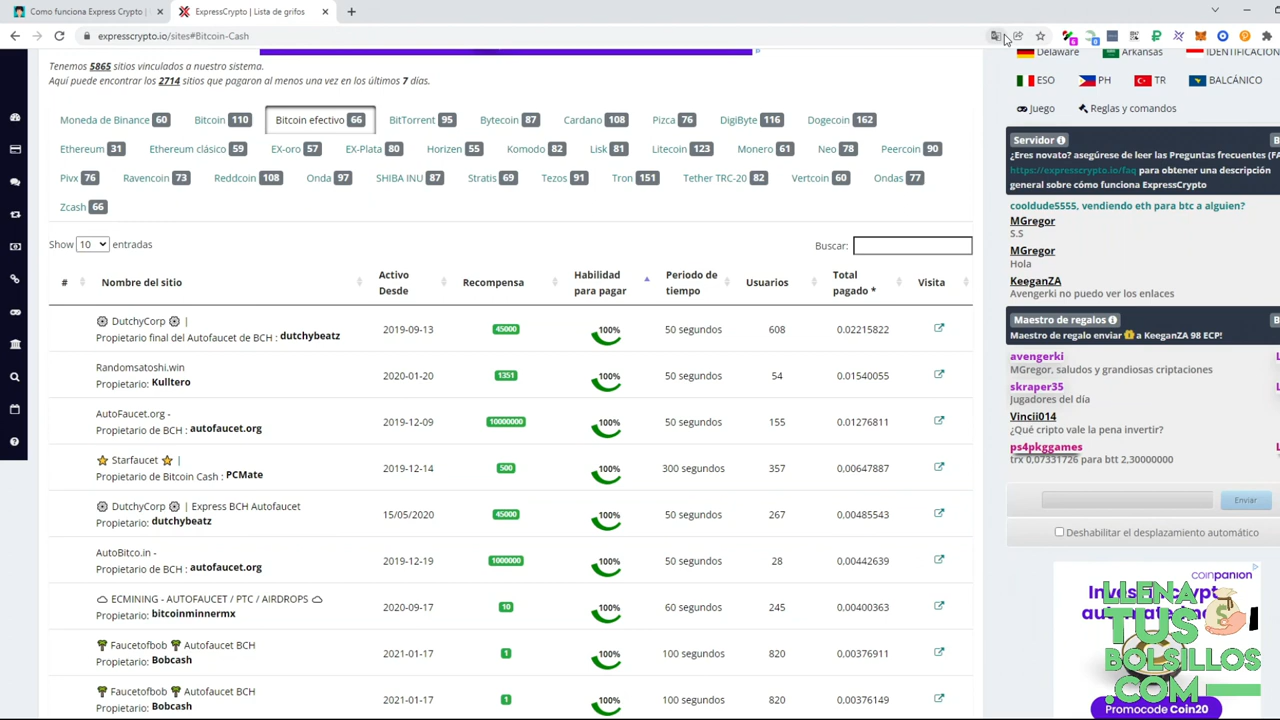 Como funciona Express Crypto |
ExpressCrypto | Lista de grifos
expresscrypto.io/sites#Bitcoin-Cash
Tenemos 5865 sitios vinculados a nuestro sistema.
Aquí puede encontrar los 2714 sitios que pagaron al menos una vez en los últimos 7 días.
Moneda de Binance 60 Bitcoin 110 Bitcoin efectivo 66 BitTorrent 95 Bytecoin 87 Cardano 108 Pizca 76 DigiByte 116 Dogecoin 162
Ethereum 31 Ethereum clásico 59 EX-oro 57 EX-Plata 80 Horizen 55 Komodo 82 Lisk 81 Litecoin 123 Monero 61 Neo 78 Peercoin 90
Pivx 76 Ravencoin 73 Reddcoin 108 Onda 97 SHIBA INU 87 Stratis 69 Tezos 91 Tron 151 Tether TRC-20 82 Vertcoin 60 Ondas 77
Zcash 66
Show 10 entradas
Buscar:
# Nombre del sitio Activo Desde Recompensa Habilidad para pagar Periodo de tiempo Usuarios Total pagado * Visita
DutchyCorp |
Propietario final del Autofaucet de BCH : dutchybeatz
2019-09-13 45000 100% 50 segundos 608 0.02215822
Randomsatoshi.win
Propietario: Kulltero
2020-01-20 1351 100% 50 segundos 54 0.01540055
AutoFaucet.org -
Propietario de BCH : autofaucet.org
2019-12-09 10000000 100% 50 segundos 155 0.01276811
Starfaucet |
Propietario de Bitcoin Cash : PCMate
2019-12-14 500 100% 300 segundos 357 0,00647887
DutchyCorp | Express BCH Autofaucet
Propietario: dutchybeatz
15/05/2020 45000 100% 50 segundos 267 0,00485543
AutoBitco.in -
Propietario de BCH : autofaucet.org
2019-12-19 1000000 100% 50 segundos 28 0,00442639
ECMINING - AUTOFAUCET / PTC / AIRDROPS
Propietario: bitcoinminnermx
2020-09-17 10 100% 60 segundos 245 0,00400363
Faucetofbob Autofaucet BCH
Propietario: Bobcash
2021-01-17 1 100% 100 segundos 820 0,00376911
Faucetofbob Autofaucet BCH
Propietario: Bobcash
2021-01-17 1 100% 100 segundos 820 0,00376149
Delaware Arkansas IDENTIFICACION
ESO PH TR BALCÁNICO
Juego Reglas y comandos
Servidor
¿Eres novato? asegúrese de leer las Preguntas frecuentes (FA
https://expresscrypto.io/faq para obtener una descripción
general sobre cómo funciona ExpressCrypto
cooldude5555, vendiendo eth para btc a alguien?
MGregor
S.S
MGregor
Hola
KeeganZA
Avengerki no puedo ver los enlaces
Maestro de regalos
Maestro de regalo enviar a KeeganZA 98 ECP!
avengerki
MGregor, saludos y grandiosas criptaciones
skraper35
Jugadores del día
Vincii014
¿Qué cripto vale la pena invertir?
ps4pkggames
trx 0,07331726 para btt 2,30000000
Enviar
Deshabilitar el desplazamiento automático
coinpanion
LLENA
TUS
BOLSILLOS
.COM
Promocode Coin20